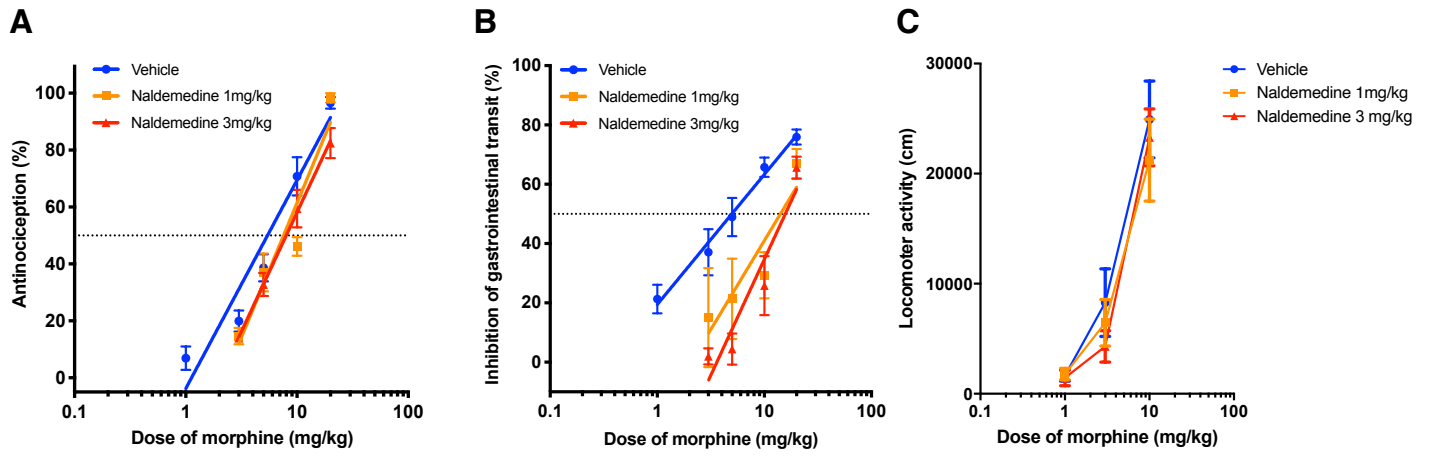 A
Vehicle
Naldemedine 1mg/kg
Naldemedine 3mg/kg
Antinociception (%)
100
80
60
40
20
0
0.1 1 10 100
Dose of morphine (mg/kg)
B
Vehicle
Naldemedine 1mg/kg
Naldemedine 3mg/kg
Inhibition of gastrointestinal transit (%)
100
80
60
40
20
0
0.1 1 10 100
Dose of morphine (mg/kg)
C
Vehicle
Naldemedine 1mg/kg
Naldemedine 3 mg/kg
Locomoter activity (cm)
30000
20000
10000
0
0.1 1 10 100
Dose of morphine (mg/kg)